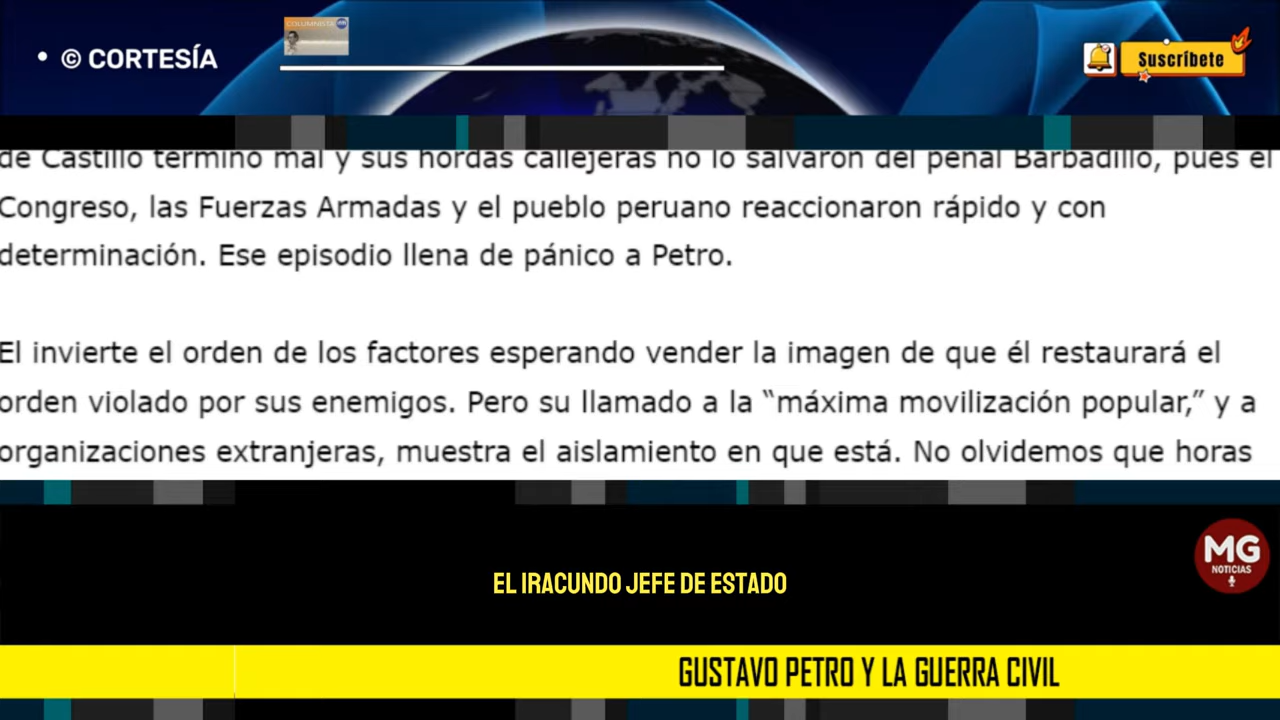 • © CORTESÍA
COLUMNISTA
Suscríbete
de Castillo terminó mal y sus hordas callejeras no lo salvaron del penal Barbadillo, pues el
Congreso, las Fuerzas Armadas y el pueblo peruano reaccionaron rápido y con
determinación. Ese episodio llena de pánico a Petro.
El invierte el orden de los factores esperando vender la imagen de que él restaurará el
orden violado por sus enemigos. Pero su llamado a la “máxima movilización popular,” y a
organizaciones extranjeras, muestra el aislamiento en que está. No olvidemos que horas
MG
NOTICIAS
EL IRACUNDO JEFE DE ESTADO
GUSTAVO PETRO Y LA GUERRA CIVIL